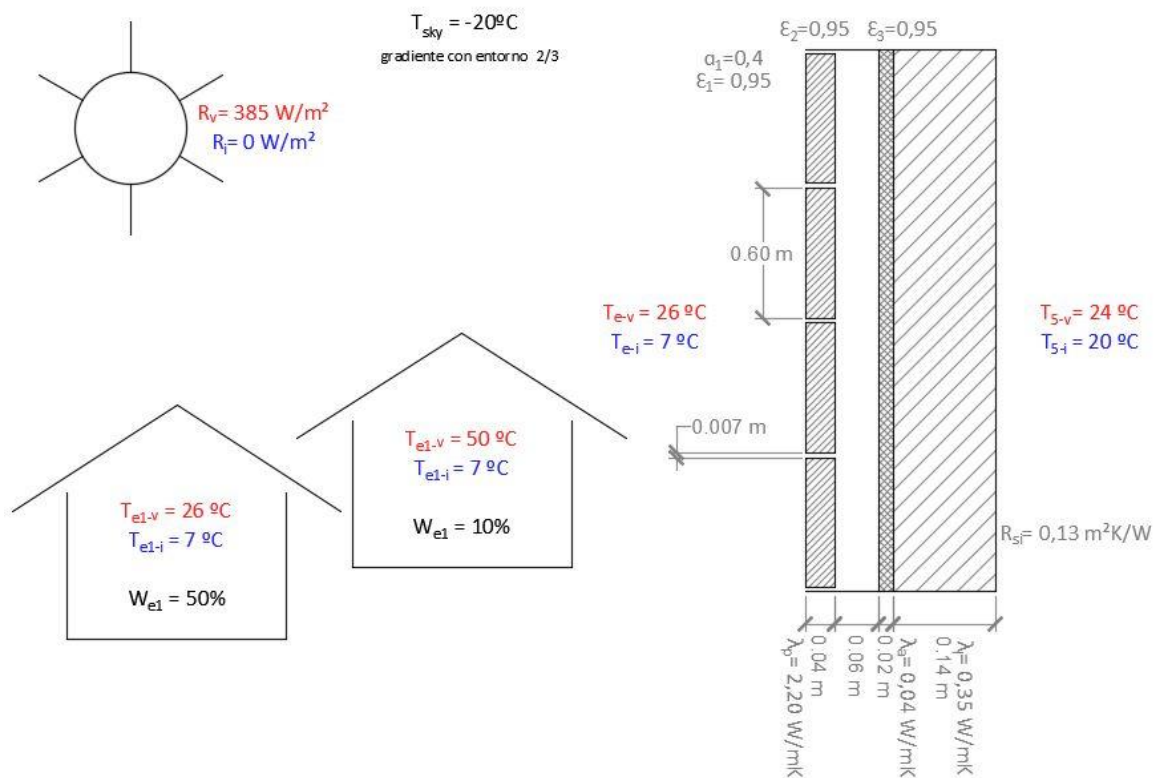 T_sky = -20ºC
gradiente con entorno 2/3
R_v= 385 W/m²
R_i= 0 W/m²
Ɛ₂=0,95
Ɛ₃=0,95
α₁=0,4
Ɛ₁= 0,95
0.60 m
T_e-v = 26 ºC
T_e-i = 7 ºC
T_5-v = 24 ºC
T_5-i = 20 ºC
0.007 m
T_e1-v = 50 ºC
T_e1-i = 7 ºC
W_e1 = 10%
T_e1-v = 26 ºC
T_e1-i = 7 ºC
W_e1 = 50%
R_si= 0,13 m²K/W
0.04 m
λ_p= 2,20 W/mK
0.06 m
0.02 m
λ_a= 0,04 W/mK
0.14 m
λ_l= 0,35 W/mK